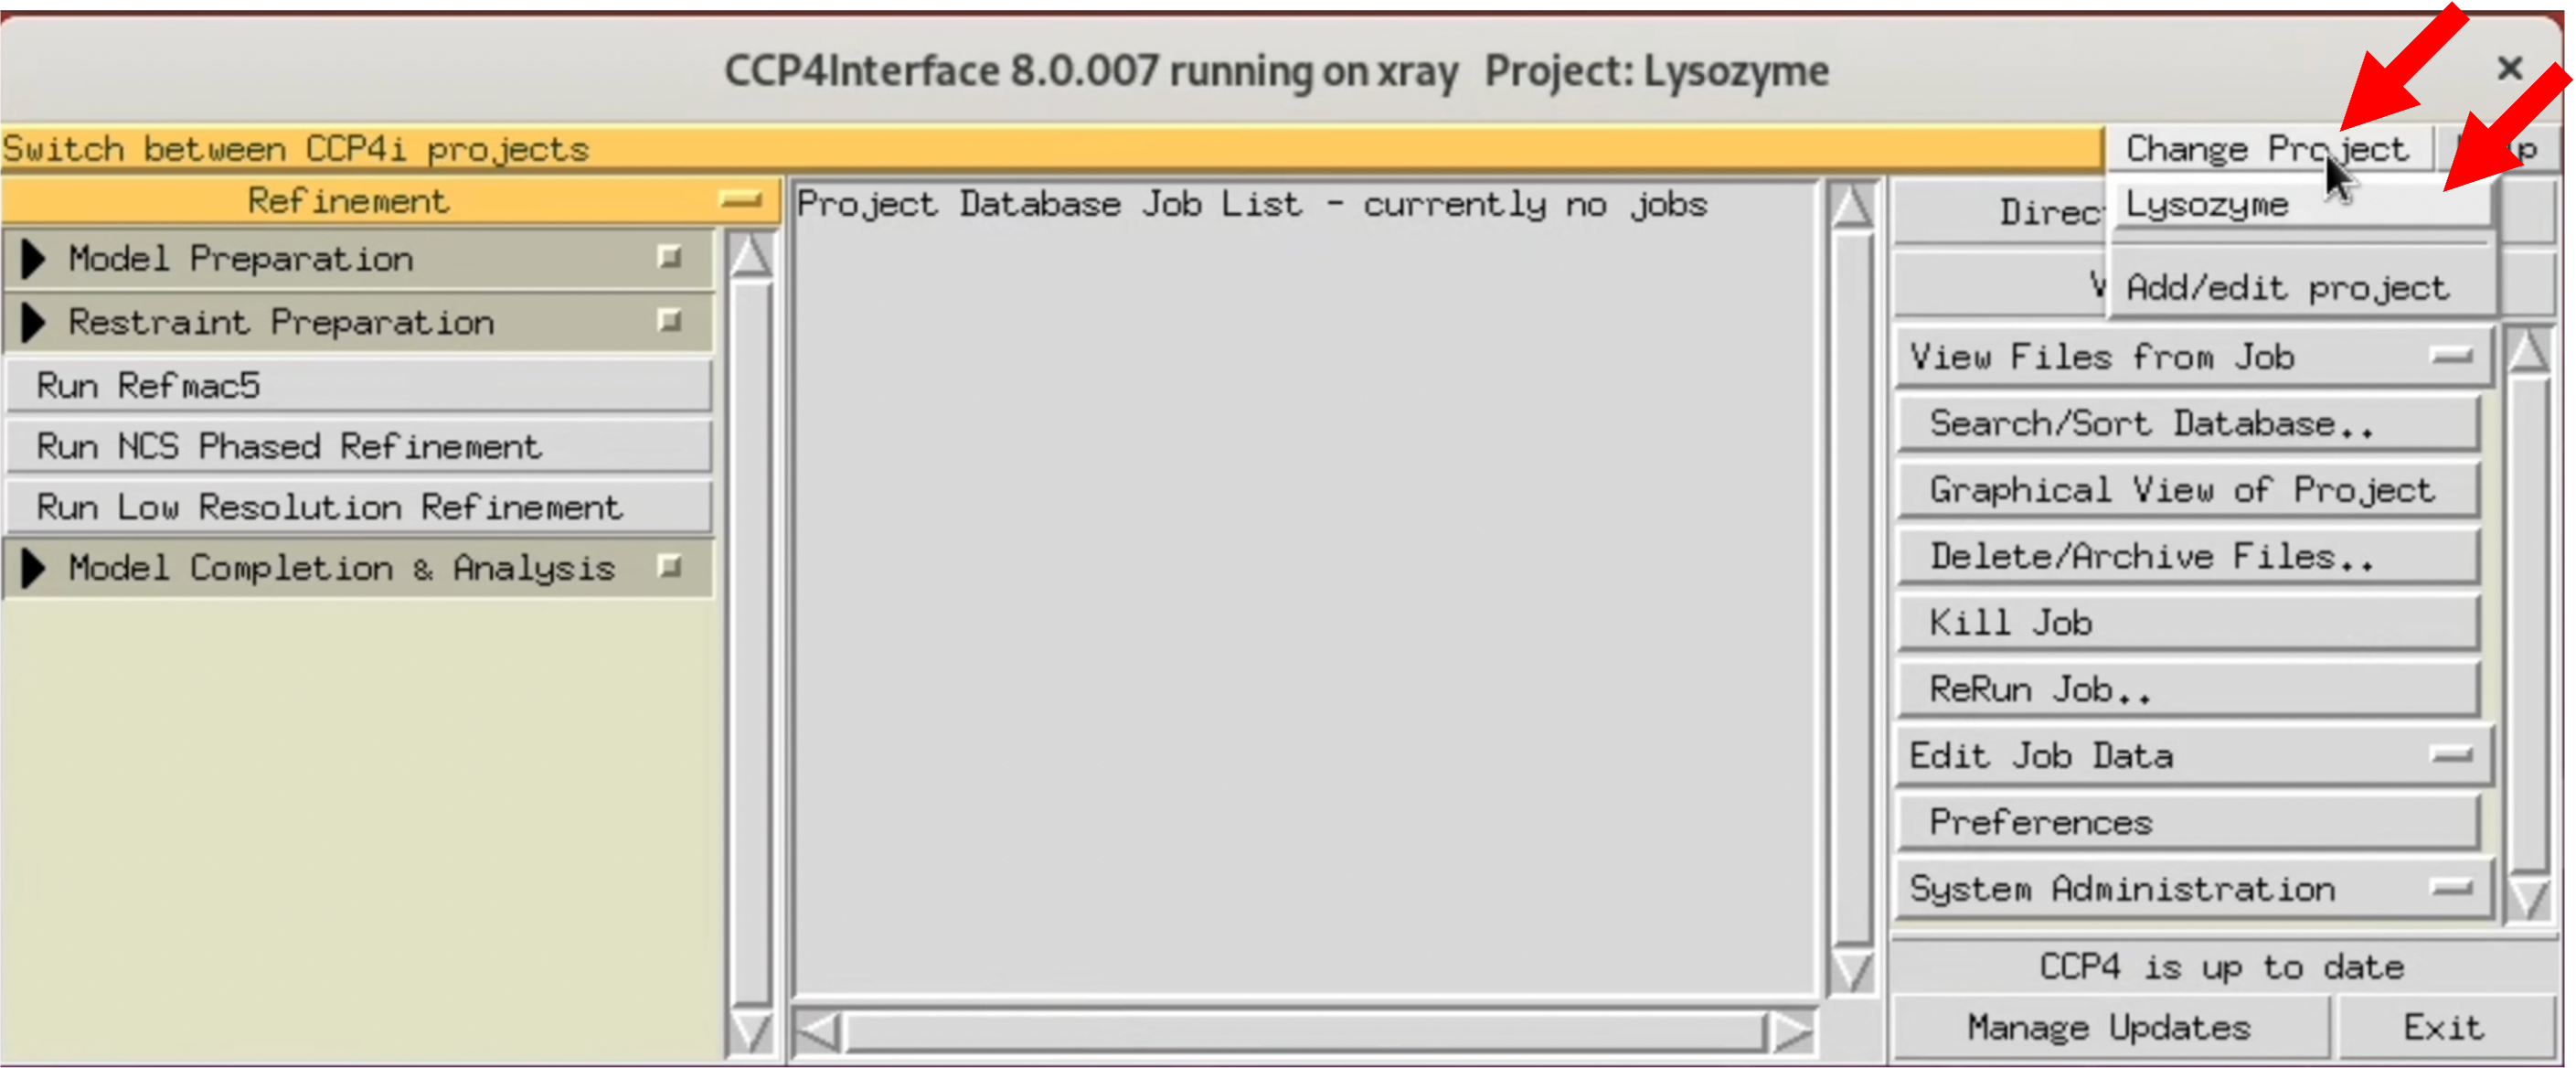 CCP4Interface 8.0.007 running on xray Project: Lysozyme
Switch between CCP4i projects
Change Project
Refinement
Model Preparation
Restraint Preparation
Run Refmac5
Run NCS Phased Refinement
Run Low Resolution Refinement
Model Completion & Analysis
Project Database Job List - currently no jobs
Lysozyme
Add/edit project
View Files from Job
Search/Sort Database..
Graphical View of Project
Delete/Archive Files..
Kill Job
ReRun Job..
Edit Job Data
Preferences
System Administration
CCP4 is up to date
Manage Updates
Exit